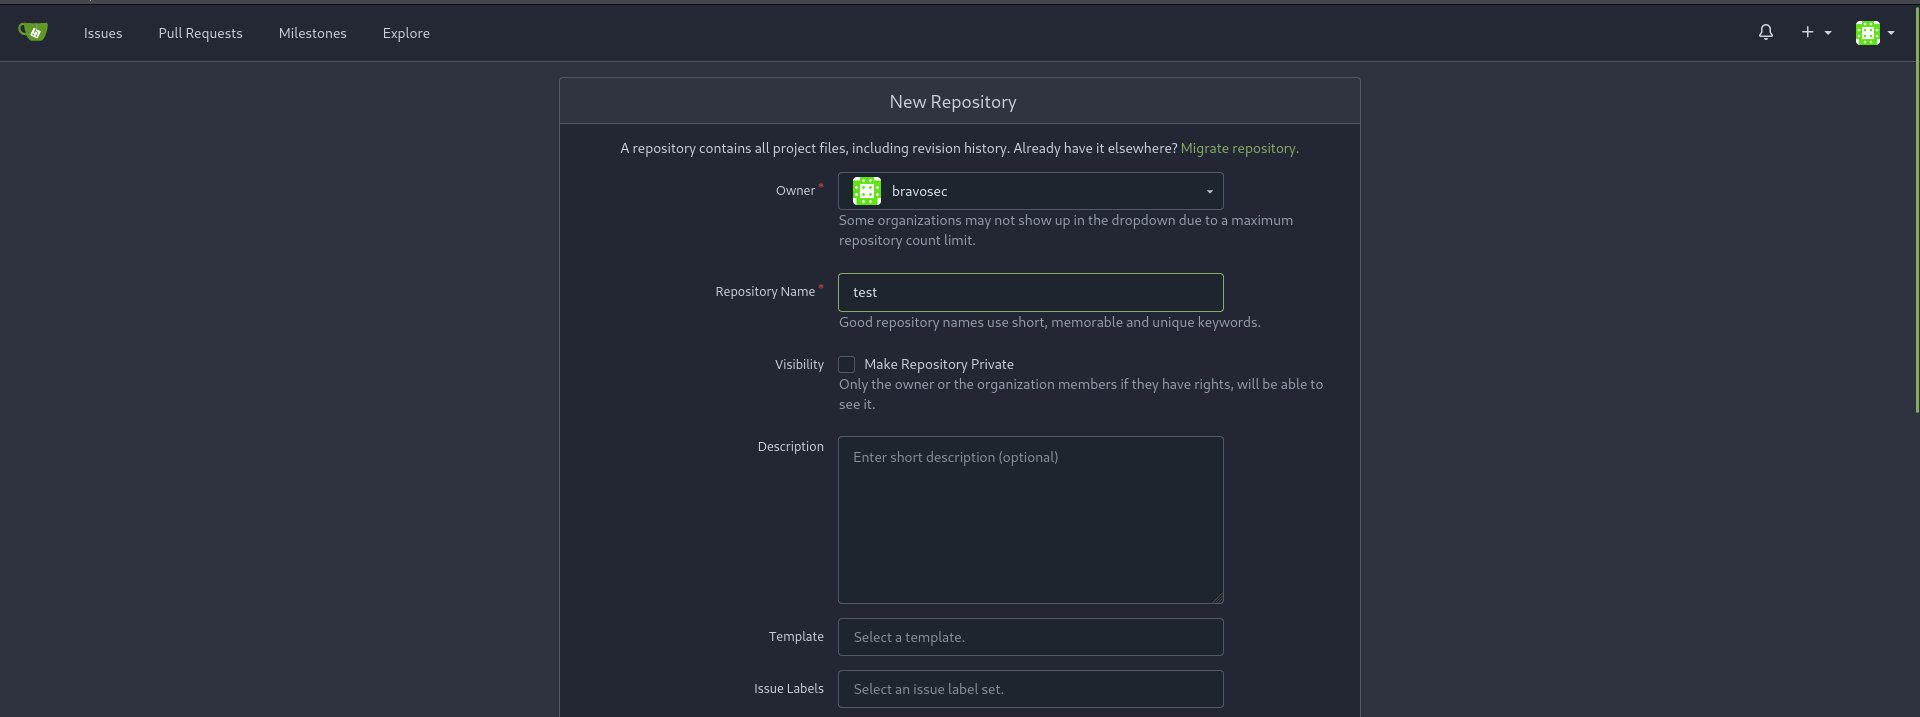 Issues Pull Requests Milestones Explore
New Repository
A repository contains all project files, including revision history. Already have it elsewhere? Migrate repository.
Owner *
bravosec
Some organizations may not show up in the dropdown due to a maximum
repository count limit.
Repository Name *
test
Good repository names use short, memorable and unique keywords.
Visibility
Make Repository Private
Only the owner or the organization members if they have rights, will be able to
see it.
Description
Enter short description (optional)
Template
Select a template.
Issue Labels
Select an issue label set.